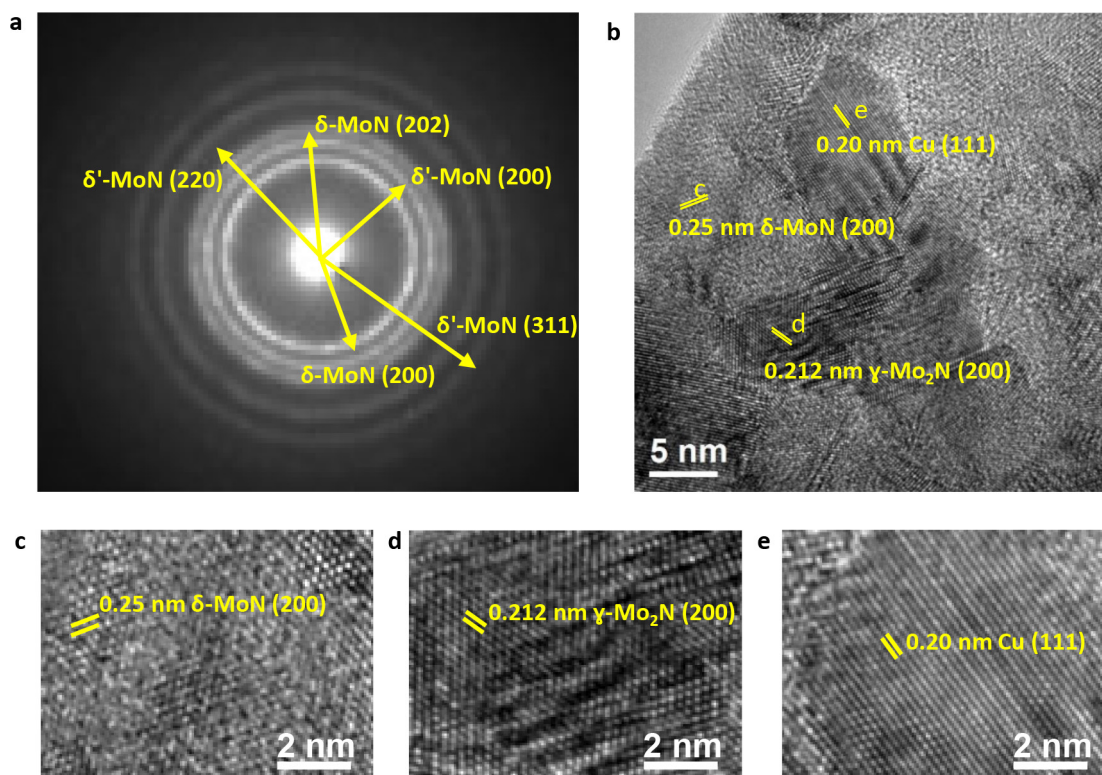 a
δ-MoN (202)
δ'-MoN (220)
δ'-MoN (200)
δ'-MoN (311)
δ-MoN (200)
b
e
0.20 nm Cu (111)
c
0.25 nm δ-MoN (200)
d
0.212 nm ɣ-Mo₂N (200)
5 nm
c
0.25 nm δ-MoN (200)
2 nm
d
0.212 nm ɣ-Mo₂N (200)
2 nm
e
0.20 nm Cu (111)
2 nm